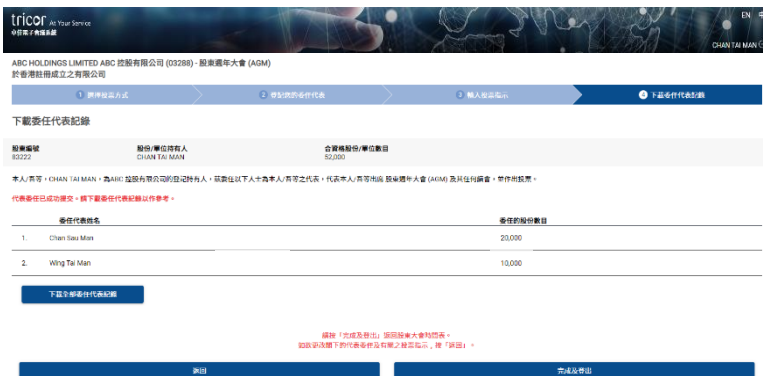 tricor At Your Service
卓佳電子會議系統
EN 中
CHAN TAI MAN
ABC HOLDINGS LIMITED ABC 控股有限公司 (03288) - 股東週年大會 (AGM)
於香港註冊成立之有限公司
1 選擇投票方式
2 登記您的委任代表
3 輸入投票指示
4 下載委任代表記錄
下載委任代表記錄
股東編號
83222
股份/單位持有人
CHAN TAI MAN
合資格股份/單位數目
52,000
本人/吾等，CHAN TAI MAN，為ABC 控股有限公司的登記持有人，茲委任以下人士為本人/吾等之代表，代表本人/吾等出席 股東週年大會 (AGM) 及其任何續會，並作出投票。
代表委任已成功提交。請下載委任代表記錄以作參考。
委任代表姓名
委任的股份數目
1. Chan Sau Man 20,000
2. Wing Tai Man 10,000
下載全部委任代表記錄
請按「完成及登出」返回股東大會時間表。
如欲更改閣下的代表委任及有關之投票指示，按「返回」。
返回
完成及登出